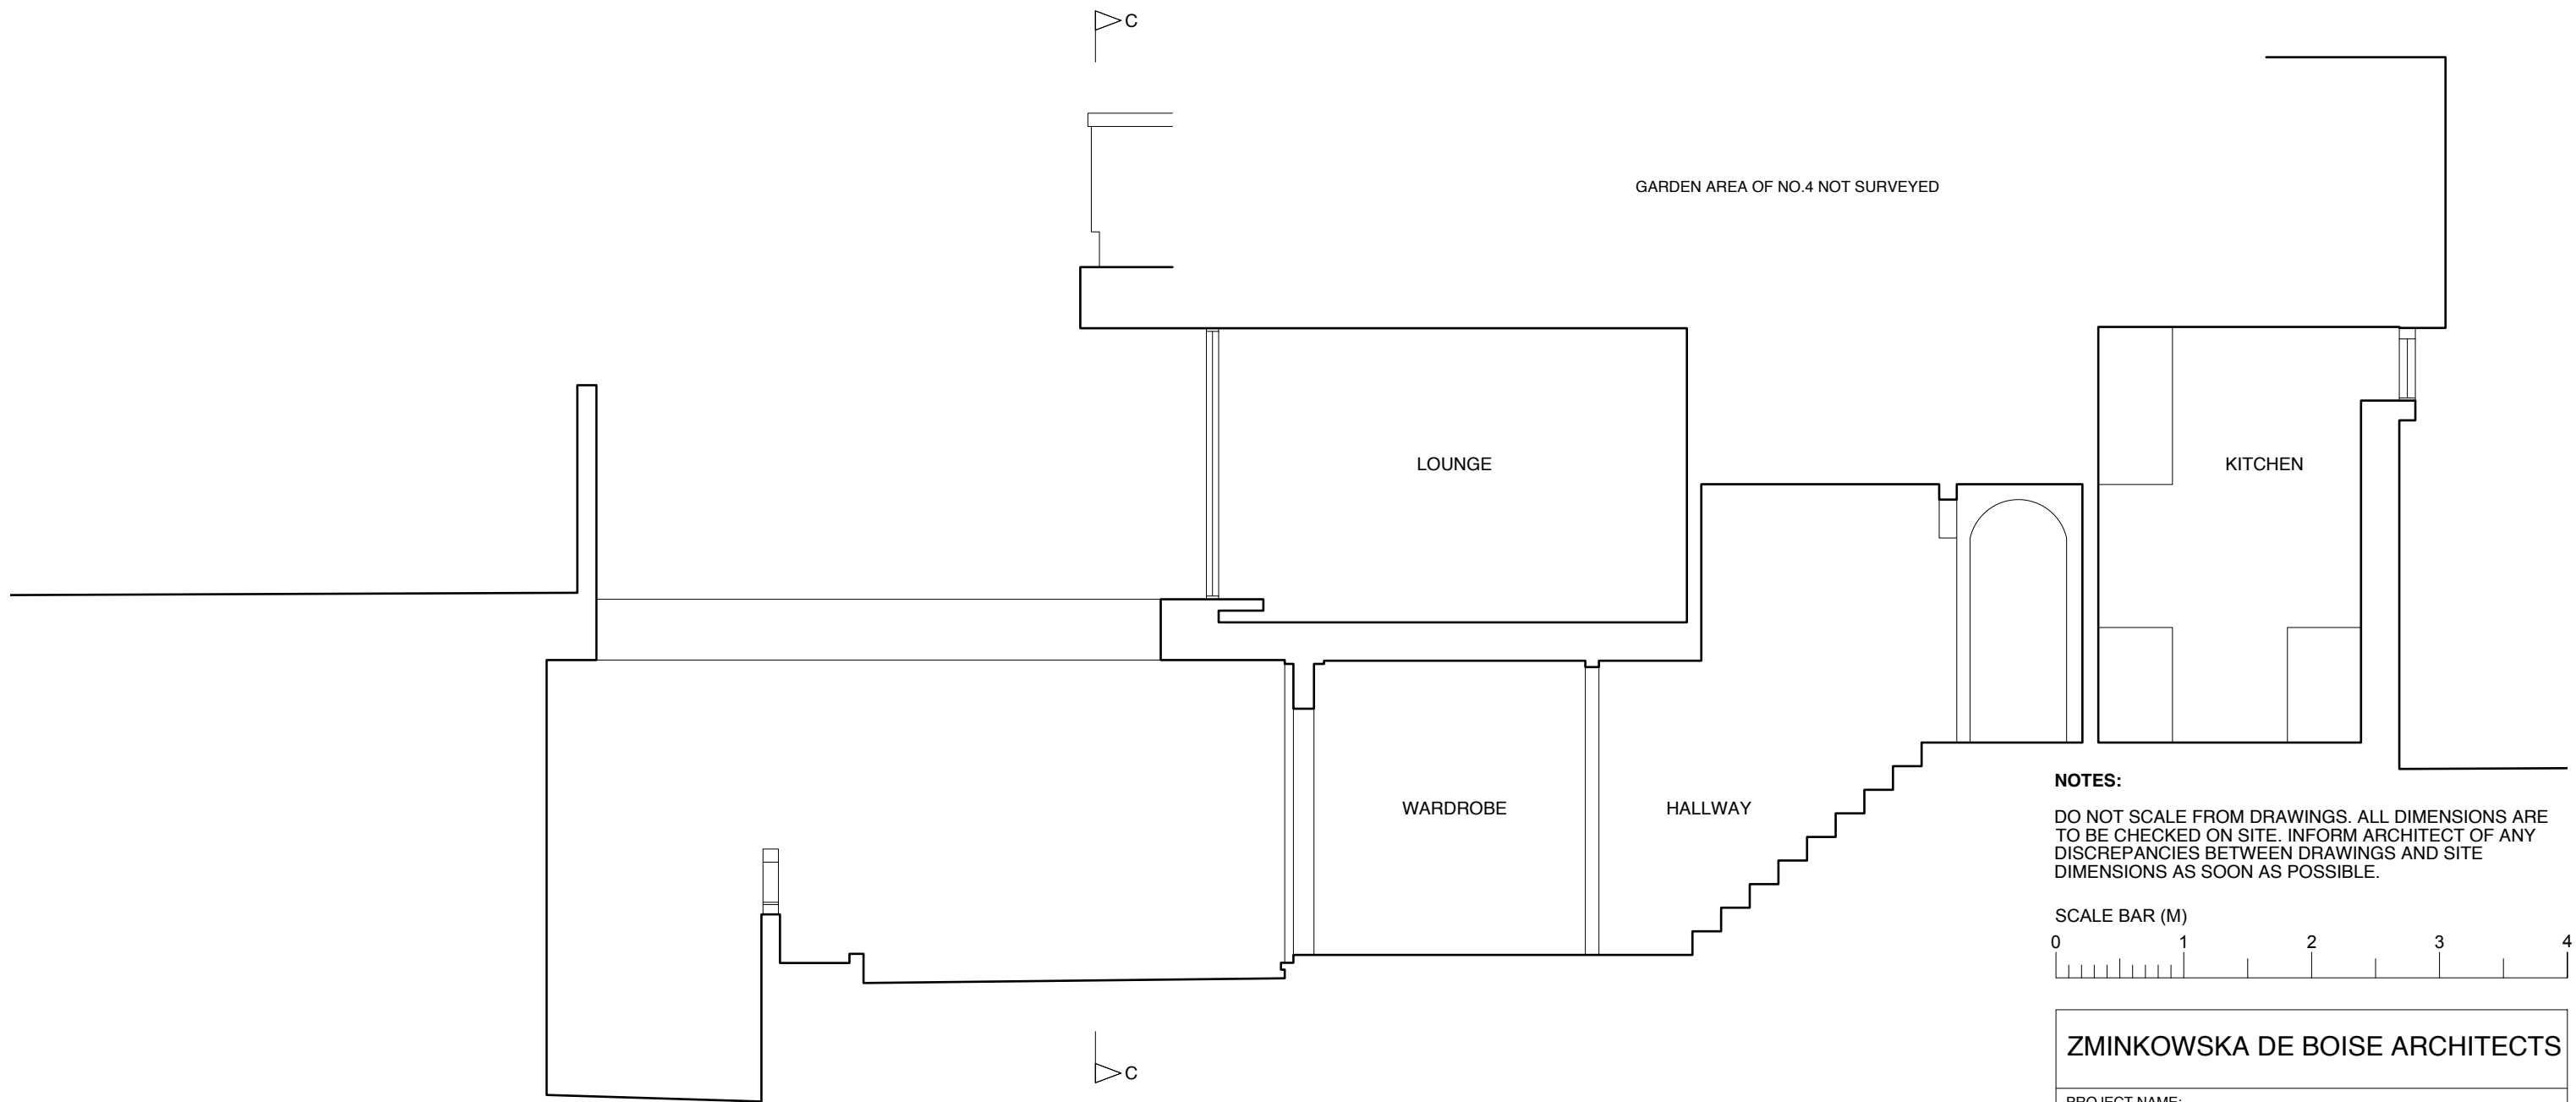 C
GARDEN AREA OF NO.4 NOT SURVEYED
LOUNGE
KITCHEN
WARDROBE
HALLWAY
NOTES:
DO NOT SCALE FROM DRAWINGS. ALL DIMENSIONS ARE
TO BE CHECKED ON SITE. INFORM ARCHITECT OF ANY
DISCREPANCIES BETWEEN DRAWINGS AND SITE
DIMENSIONS AS SOON AS POSSIBLE.
SCALE BAR (M)
0 1 2 3 4
C
ZMINKOWSKA DE BOISE ARCHITECTS
PROJECT NAME: